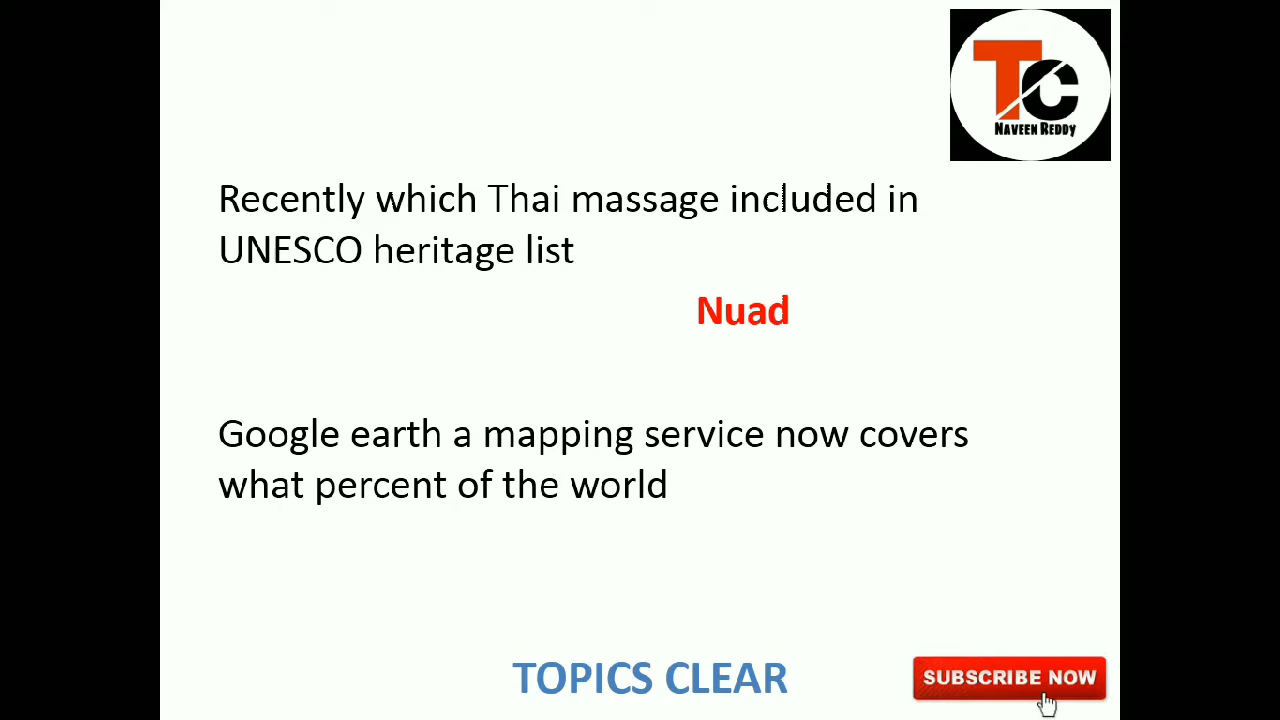 TC
NAVEEN REDDY
Recently which Thai massage included in
UNESCO heritage list
Nuad
Google earth a mapping service now covers
what percent of the world
TOPICS CLEAR
SUBSCRIBE NOW